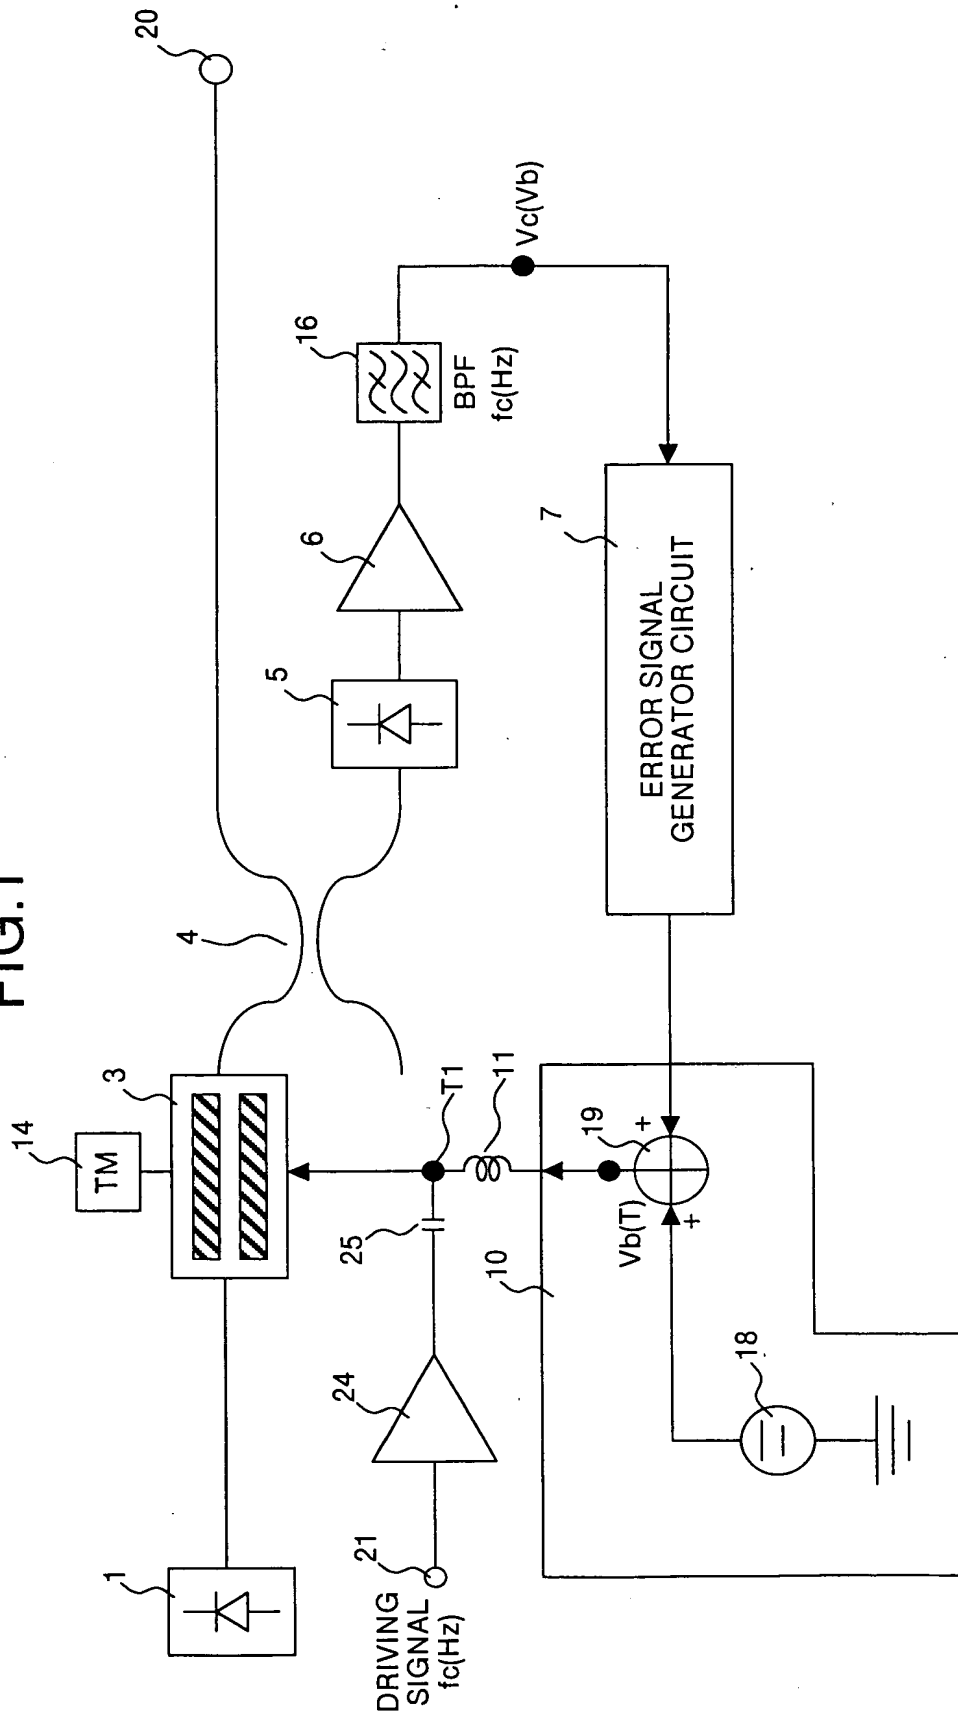 FIG.1
20
14
TM
3
4
16
BPF
fc(Hz)
Vc(Vb)
6
5
1
T1
11
25
24
21
DRIVING
SIGNAL
fc(Hz)
7
ERROR SIGNAL
GENERATOR CIRCUIT
10
19
+
+
Vb(T)
18